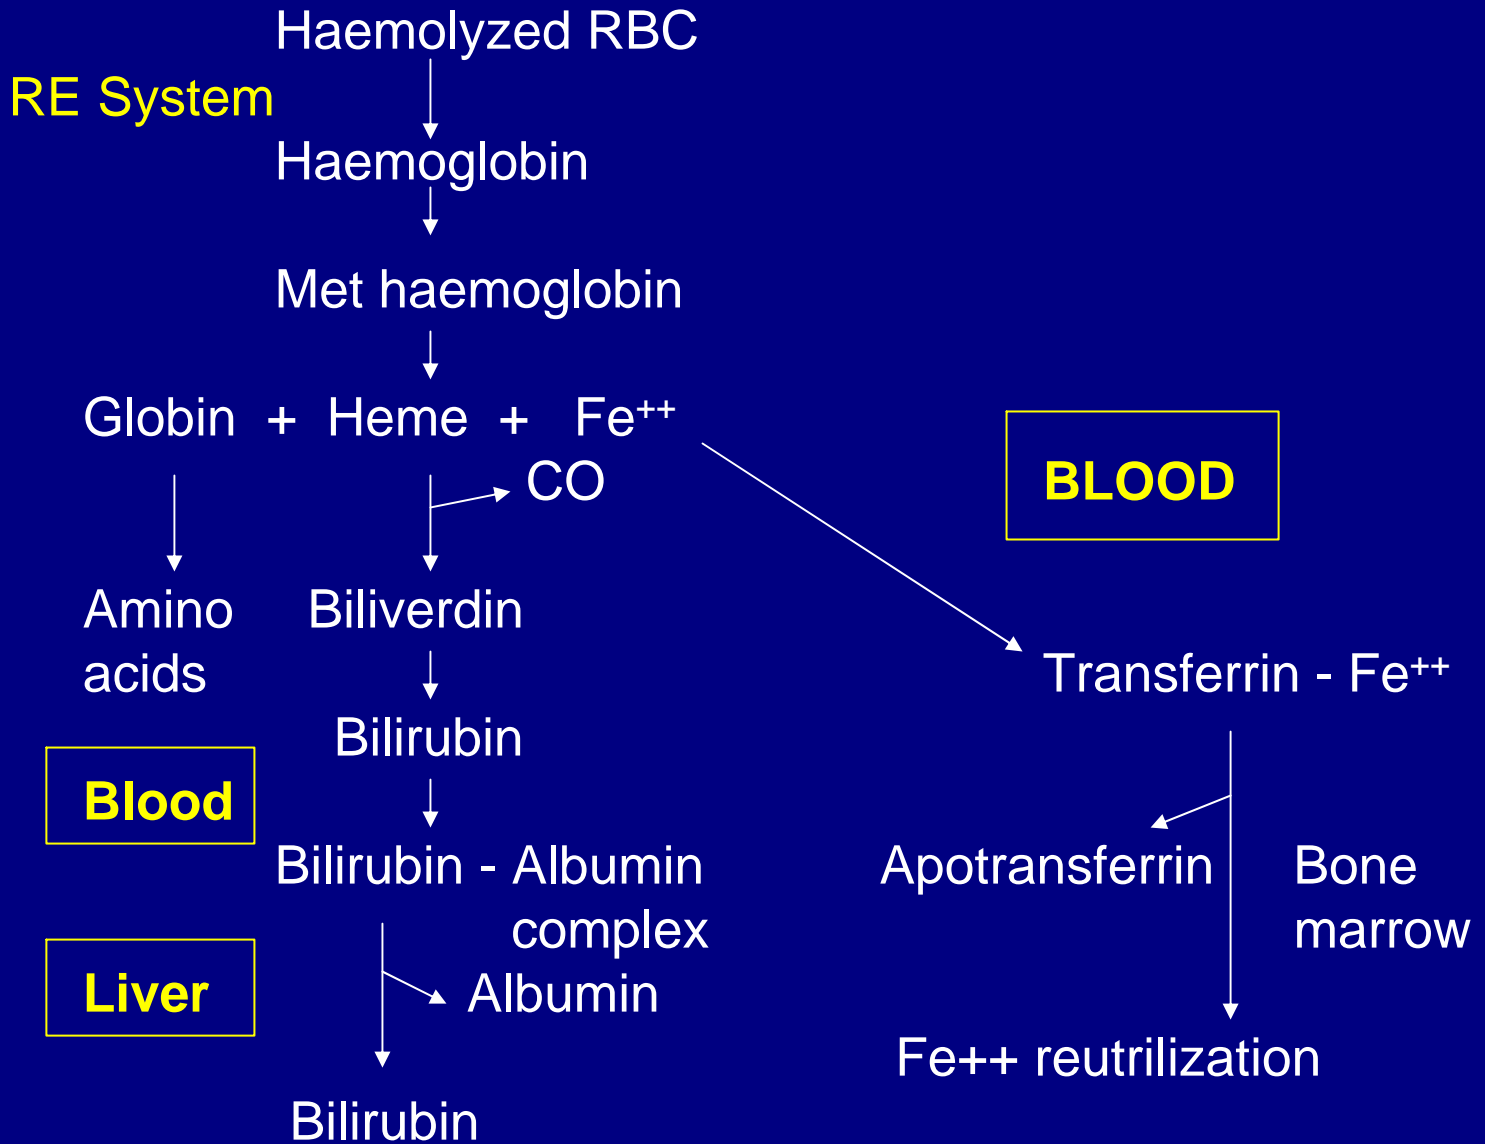 Haemolyzed RBC
RE System
Haemoglobin
Met haemoglobin
Globin + Heme + Fe⁺⁺
CO
BLOOD
Amino
acids
Biliverdin
Transferrin - Fe⁺⁺
Bilirubin
Blood
Bilirubin - Albumin
complex
Apotransferrin
Bone
marrow
Liver
Albumin
Fe++ reutrilization
Bilirubin